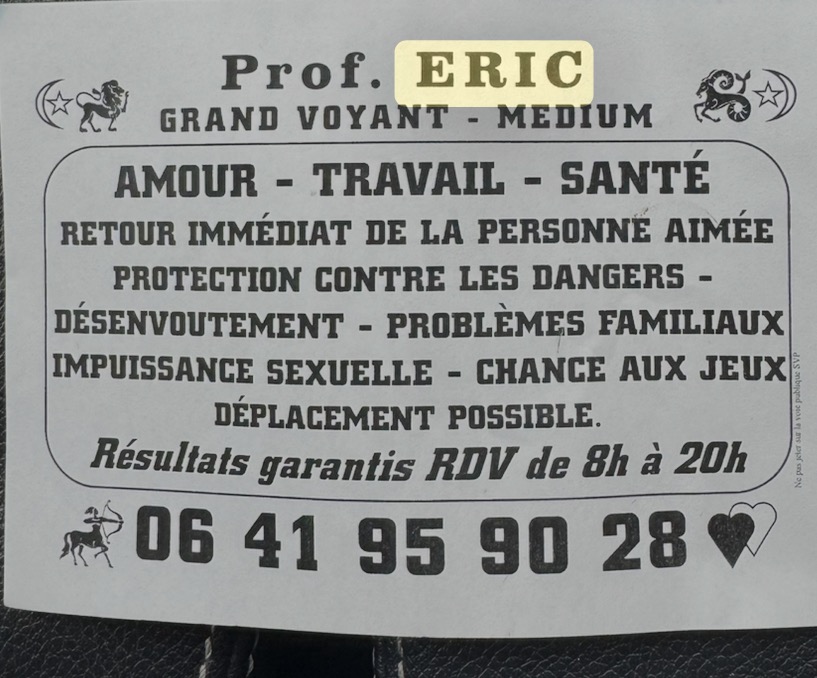 Prof. ERIC
GRAND VOYANT - MEDIUM
AMOUR - TRAVAIL - SANTÉ
RETOUR IMMÉDIAT DE LA PERSONNE AIMÉE
PROTECTION CONTRE LES DANGERS -
DÉSENVOUTEMENT - PROBLÈMES FAMILIAUX
IMPUISSANCE SEXUELLE - CHANCE AUX JEUX
DÉPLACEMENT POSSIBLE.
Résultats garantis RDV de 8h à 20h
06 41 95 90 28
Ne pas jeter sur la voie publique SVP